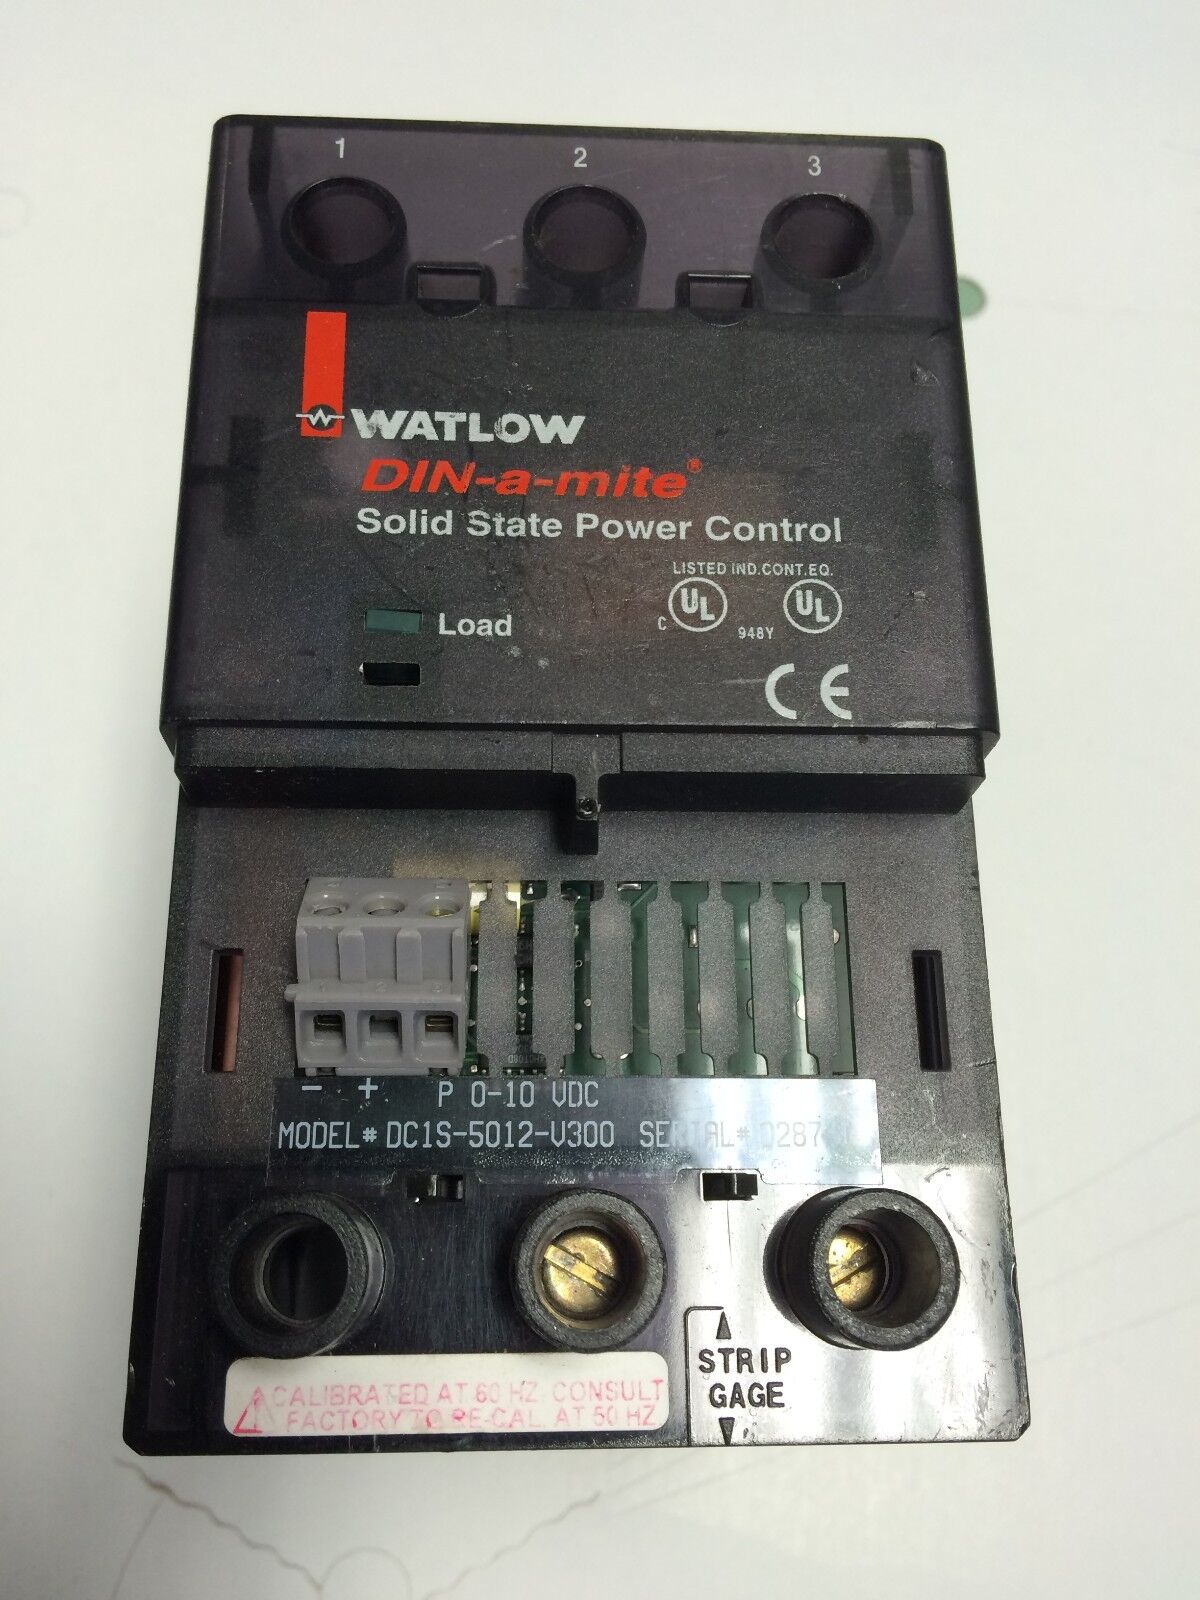 1 2 3
WATLOW
DIN-a-mite®
Solid State Power Control
LISTED IND.CONT.EQ.
C UL 948Y UL
Load
CE
– + P 0-10 VDC
MODEL# DC1S-5012-V300 SERIAL#
CALIBRATED AT 60 HZ CONSULT
FACTORY TO RE-CAL AT 50 HZ
STRIP
GAGE